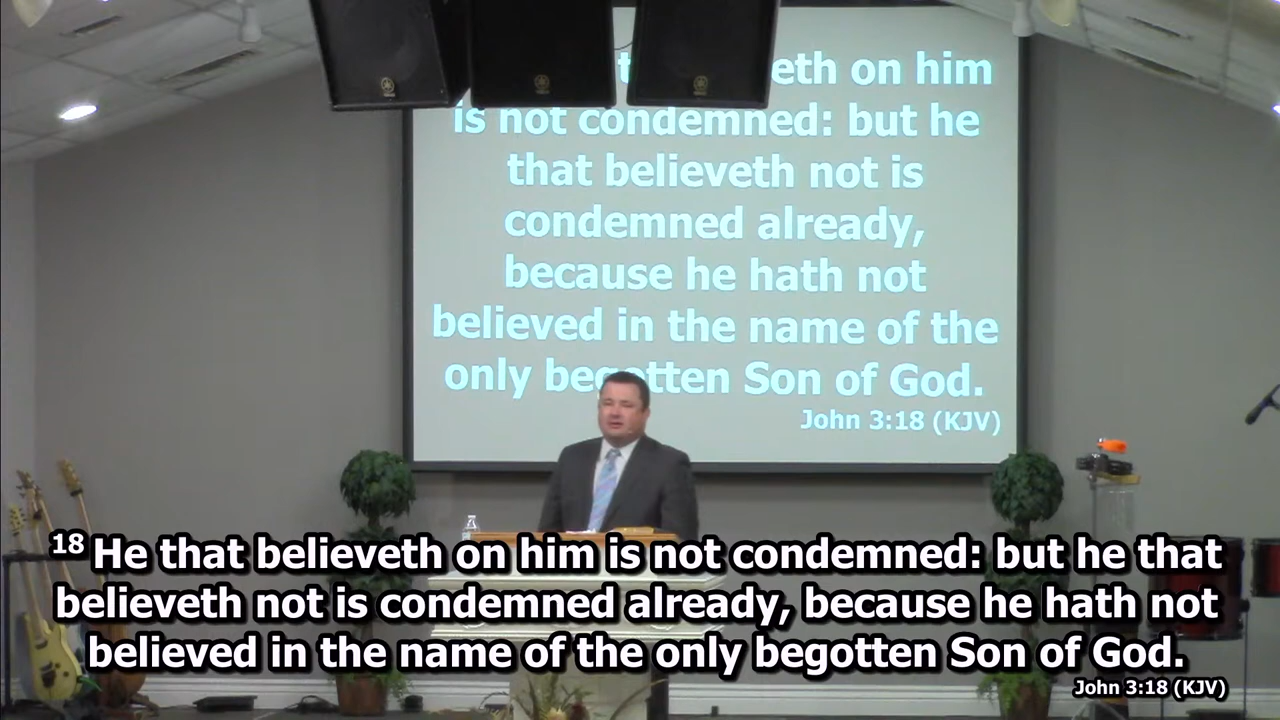 t eth on him
is not condemned: but he
that believeth not is
condemned already,
because he hath not
believed in the name of the
only begotten Son of God.
John 3:18 (KJV)
18 He that believeth on him is not condemned: but he that
believeth not is condemned already, because he hath not
believed in the name of the only begotten Son of God.
John 3:18 (KJV)